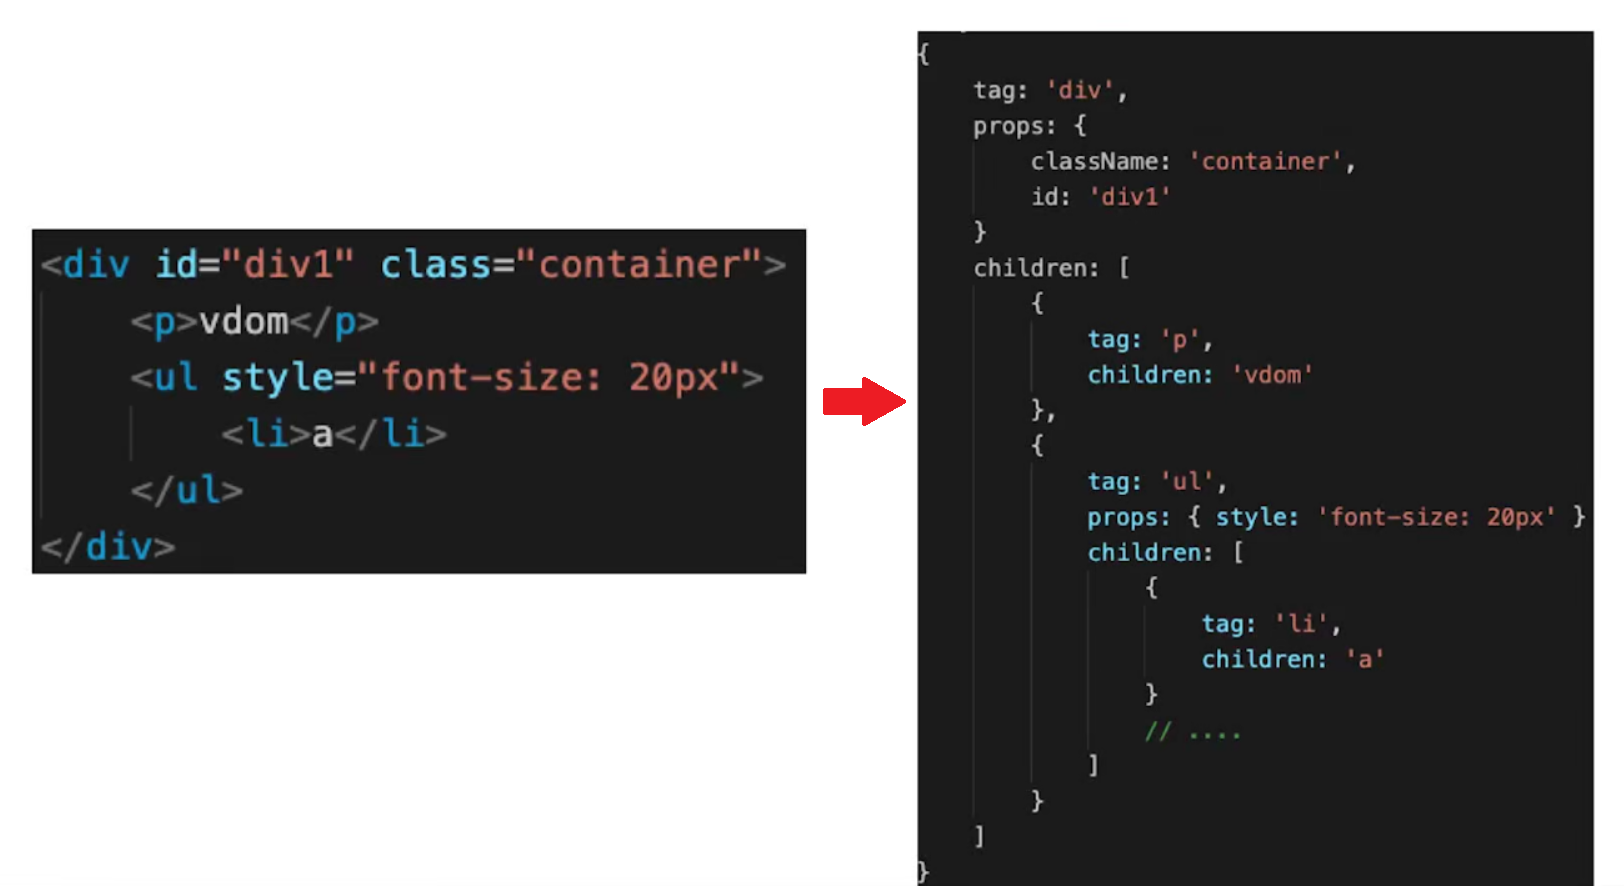 <div id="div1" class="container">
<p>vdom</p>
<ul style="font-size: 20px">
<li>a</li>
</ul>
</div>
{
tag: 'div',
props: {
className: 'container',
id: 'div1'
}
children: [
{
tag: 'p',
children: 'vdom'
},
{
tag: 'ul',
props: { style: 'font-size: 20px' }
children: [
{
tag: 'li',
children: 'a'
}
// ....
]
}
]
}